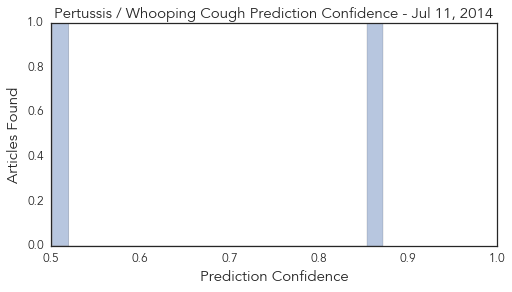 Pertussis / Whooping Cough Prediction Confidence - Jul 11, 2014
1.0
0.8
0.6
0.4
0.2
0.0
Articles Found
0.5 0.6 0.7 0.8 0.9 1.0
Prediction Confidence